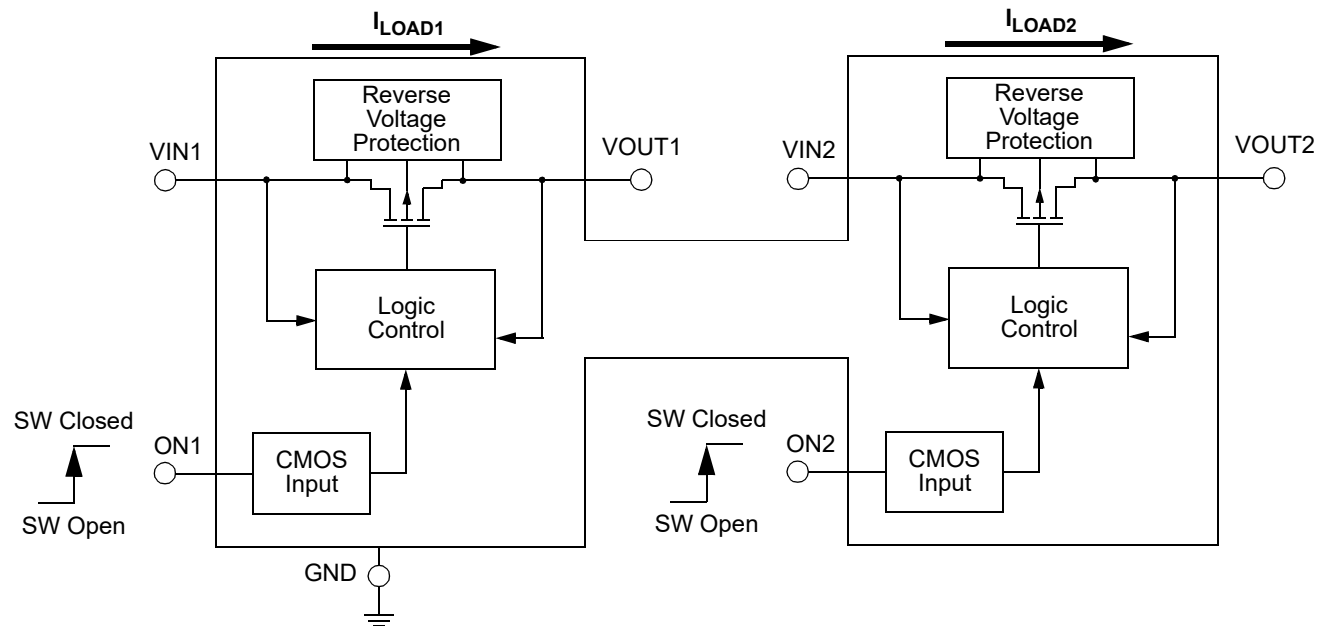 ILOAD1
Reverse
Voltage
Protection
VIN1
VOUT1
Logic
Control
SW Closed
SW Open
ON1
CMOS
Input
GND
ILOAD2
Reverse
Voltage
Protection
VIN2
VOUT2
Logic
Control
SW Closed
SW Open
ON2
CMOS
Input